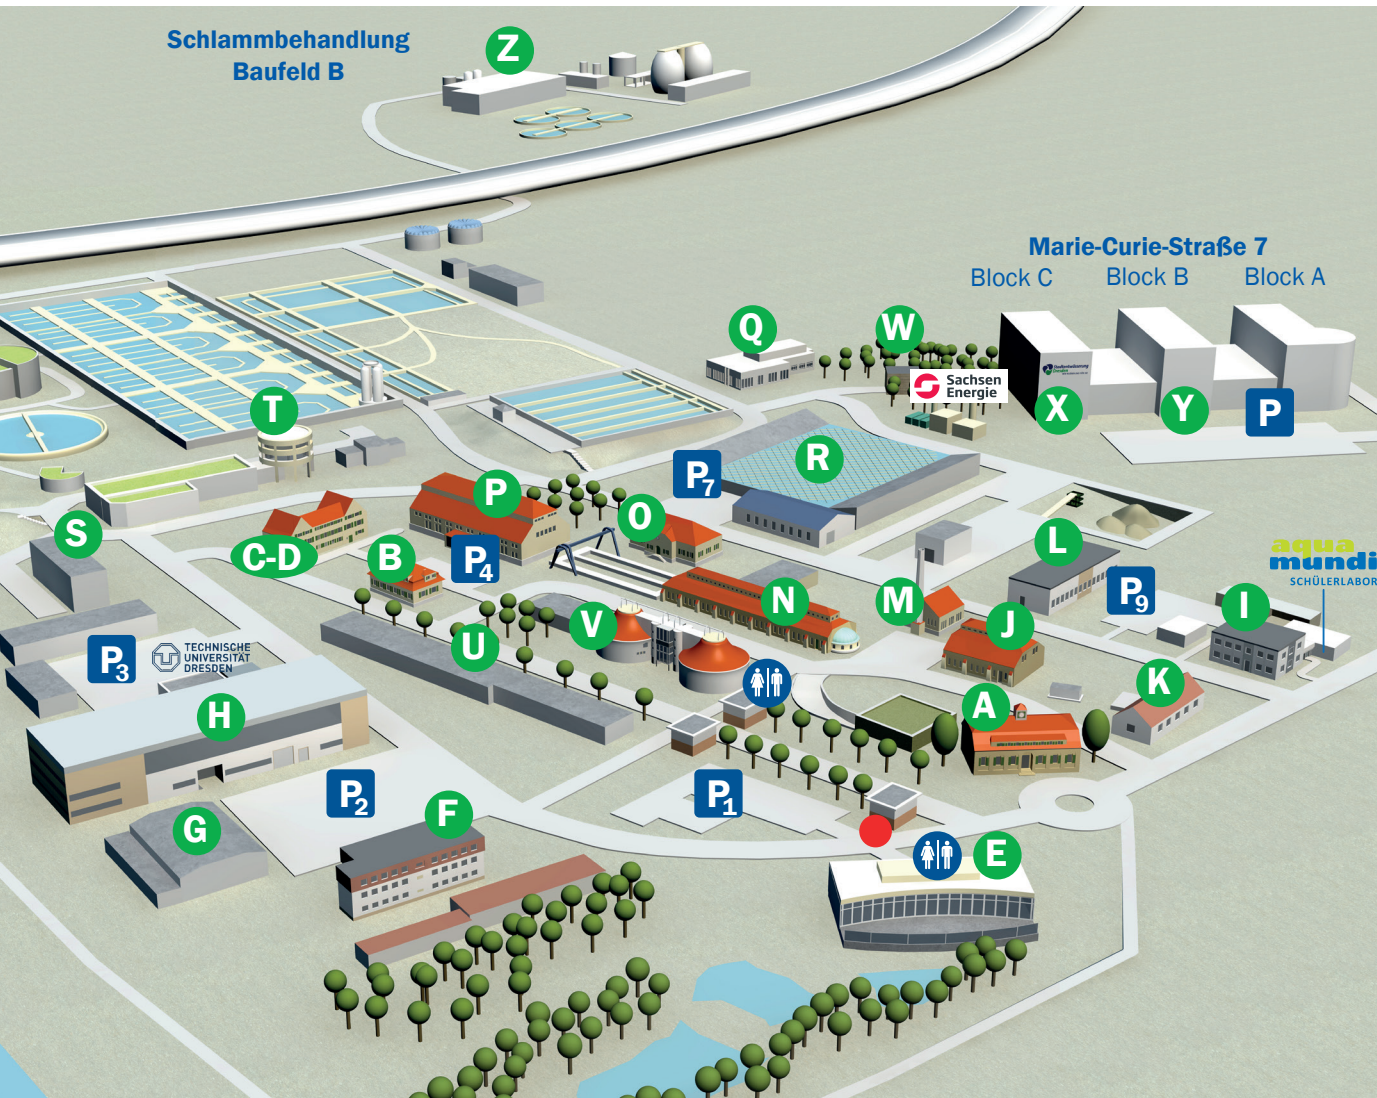 Schlammbehandlung
Baufeld B
Z
Marie-Curie-Straße 7
Block C
Block B
Block A
Q
W
Sachsen
Energie
X
Y
P
T
R
P
P7
O
S
C-D
B
P4
L
aqua
mundi
SCHÜLERLABOR
V
N
M
P9
I
J
U
P3
TECHNISCHE
UNIVERSITÄT
DRESDEN
K
H
A
P2
P1
F
G
E